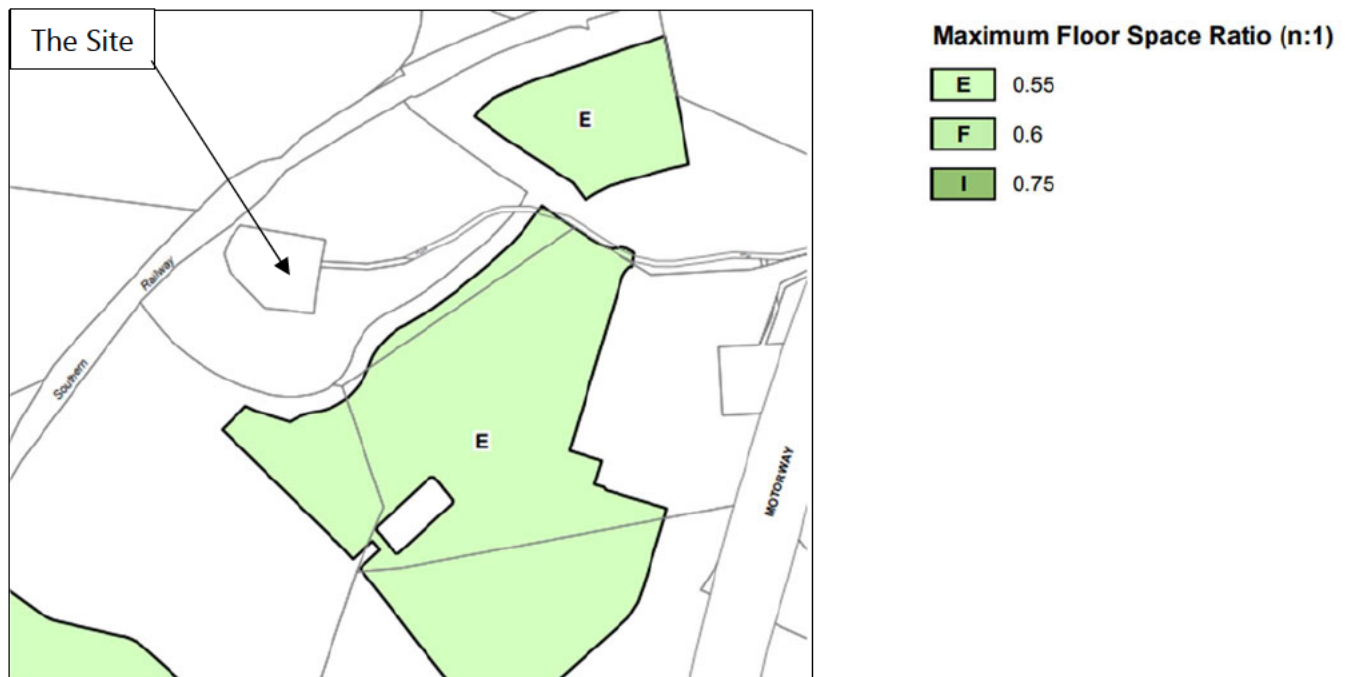 The Site
E
Railway
Southern
E
MOTORWAY
Maximum Floor Space Ratio (n:1)
E 0.55
F 0.6
I 0.75